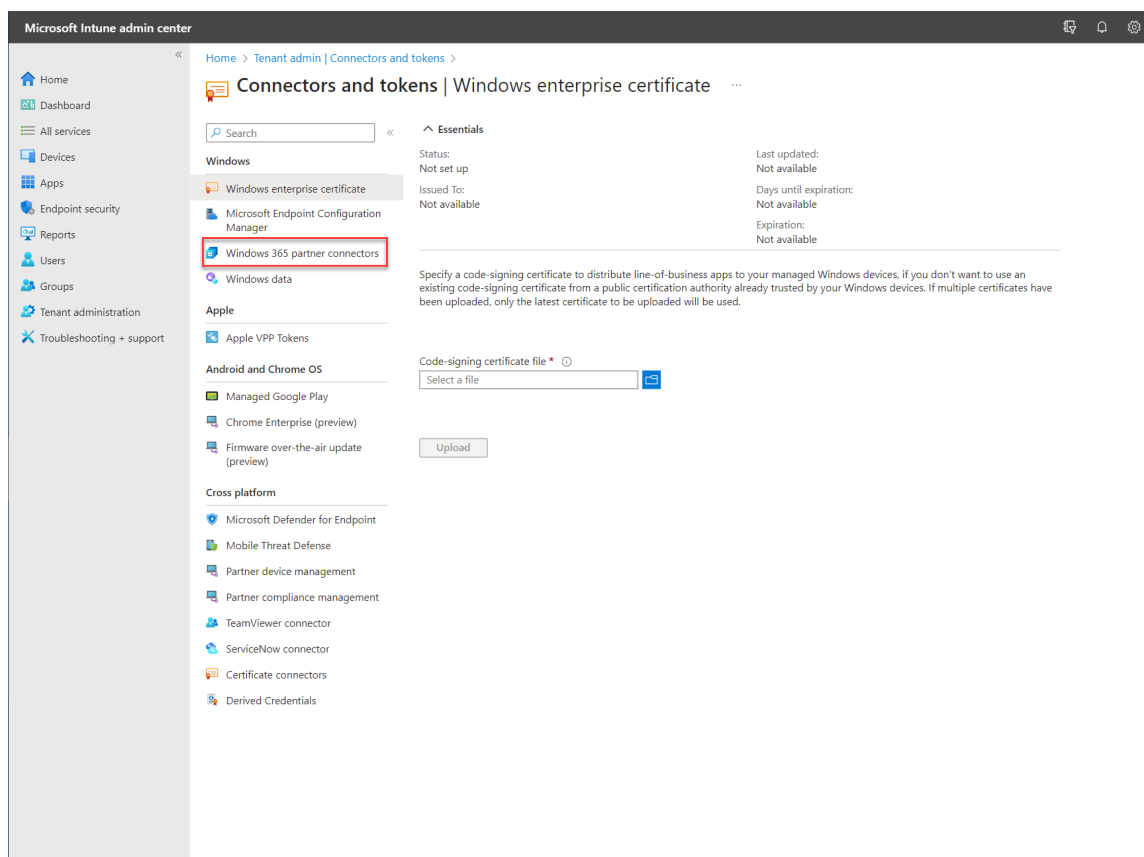 Microsoft Intune admin center
«
Home
Dashboard
All services
Devices
Apps
Endpoint security
Reports
Users
Groups
Tenant administration
Troubleshooting + support
Home > Tenant admin | Connectors and tokens >
Connectors and tokens | Windows enterprise certificate ...
Search «
Windows
Windows enterprise certificate
Microsoft Endpoint Configuration
Manager
Windows 365 partner connectors
Windows data
Apple
Apple VPP Tokens
Android and Chrome OS
Managed Google Play
Chrome Enterprise (preview)
Firmware over-the-air update
(preview)
Cross platform
Microsoft Defender for Endpoint
Mobile Threat Defense
Partner device management
Partner compliance management
TeamViewer connector
ServiceNow connector
Certificate connectors
Derived Credentials
Essentials
Status:
Not set up
Issued To:
Not available
Last updated:
Not available
Days until expiration:
Not available
Expiration:
Not available
Specify a code-signing certificate to distribute line-of-business apps to your managed Windows devices, if you don't want to use an
existing code-signing certificate from a public certification authority already trusted by your Windows devices. If multiple certificates have
been uploaded, only the latest certificate to be uploaded will be used.
Code-signing certificate file *
Select a file
Upload